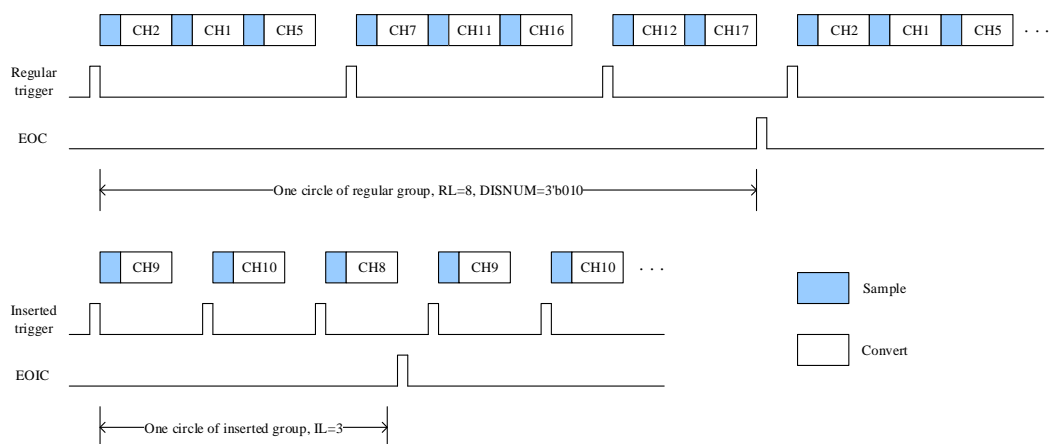 CH2 CH1 CH5 CH7 CH11 CH16 CH12 CH17 CH2 CH1 CH5 . . .
Regular
trigger
EOC
One circle of regular group, RL=8, DISNUM=3'b010
CH9 CH10 CH8 CH9 CH10 . . .
Sample
Inserted
trigger
Convert
EOIC
One circle of inserted group, IL=3